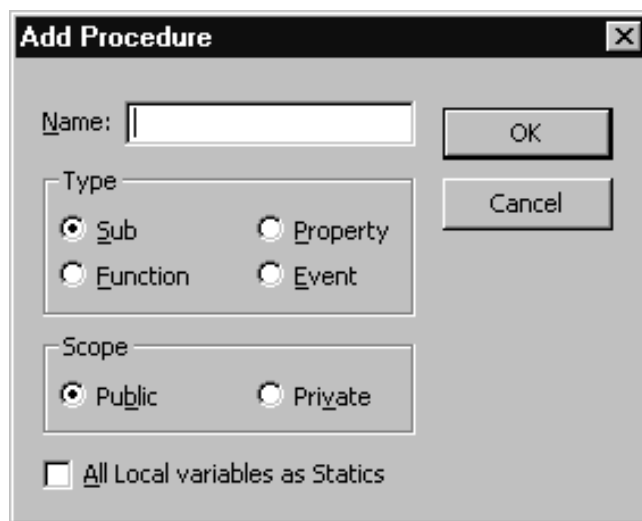 Add Procedure
Name:
OK
Type
Cancel
Sub
Property
Function
Event
Scope
Public
Private
All Local variables as Statics